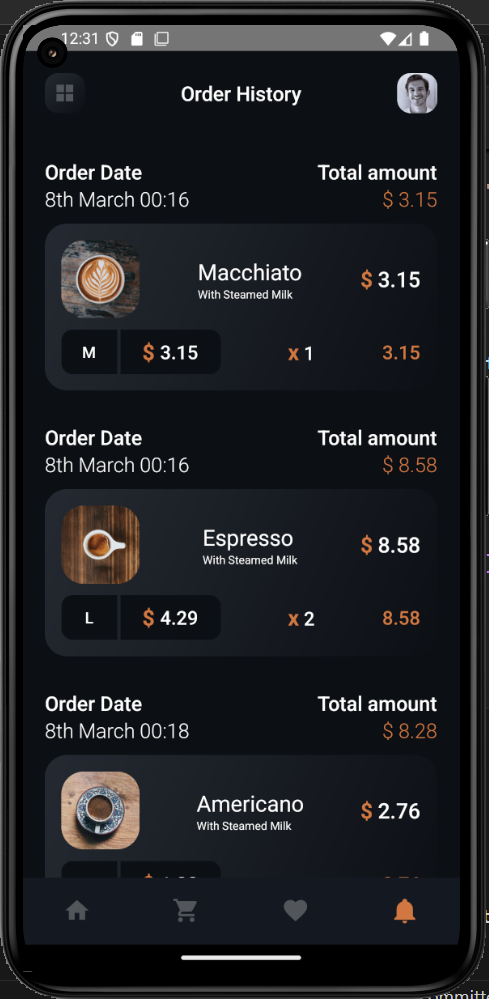 12:31
Order History
Order Date Total amount
8th March 00:16 $ 3.15
Macchiato
With Steamed Milk
$ 3.15
M $ 3.15 x 1 3.15
Order Date Total amount
8th March 00:16 $ 8.58
Espresso
With Steamed Milk
$ 8.58
L $ 4.29 x 2 8.58
Order Date Total amount
8th March 00:18 $ 8.28
Americano
With Steamed Milk
$ 2.76